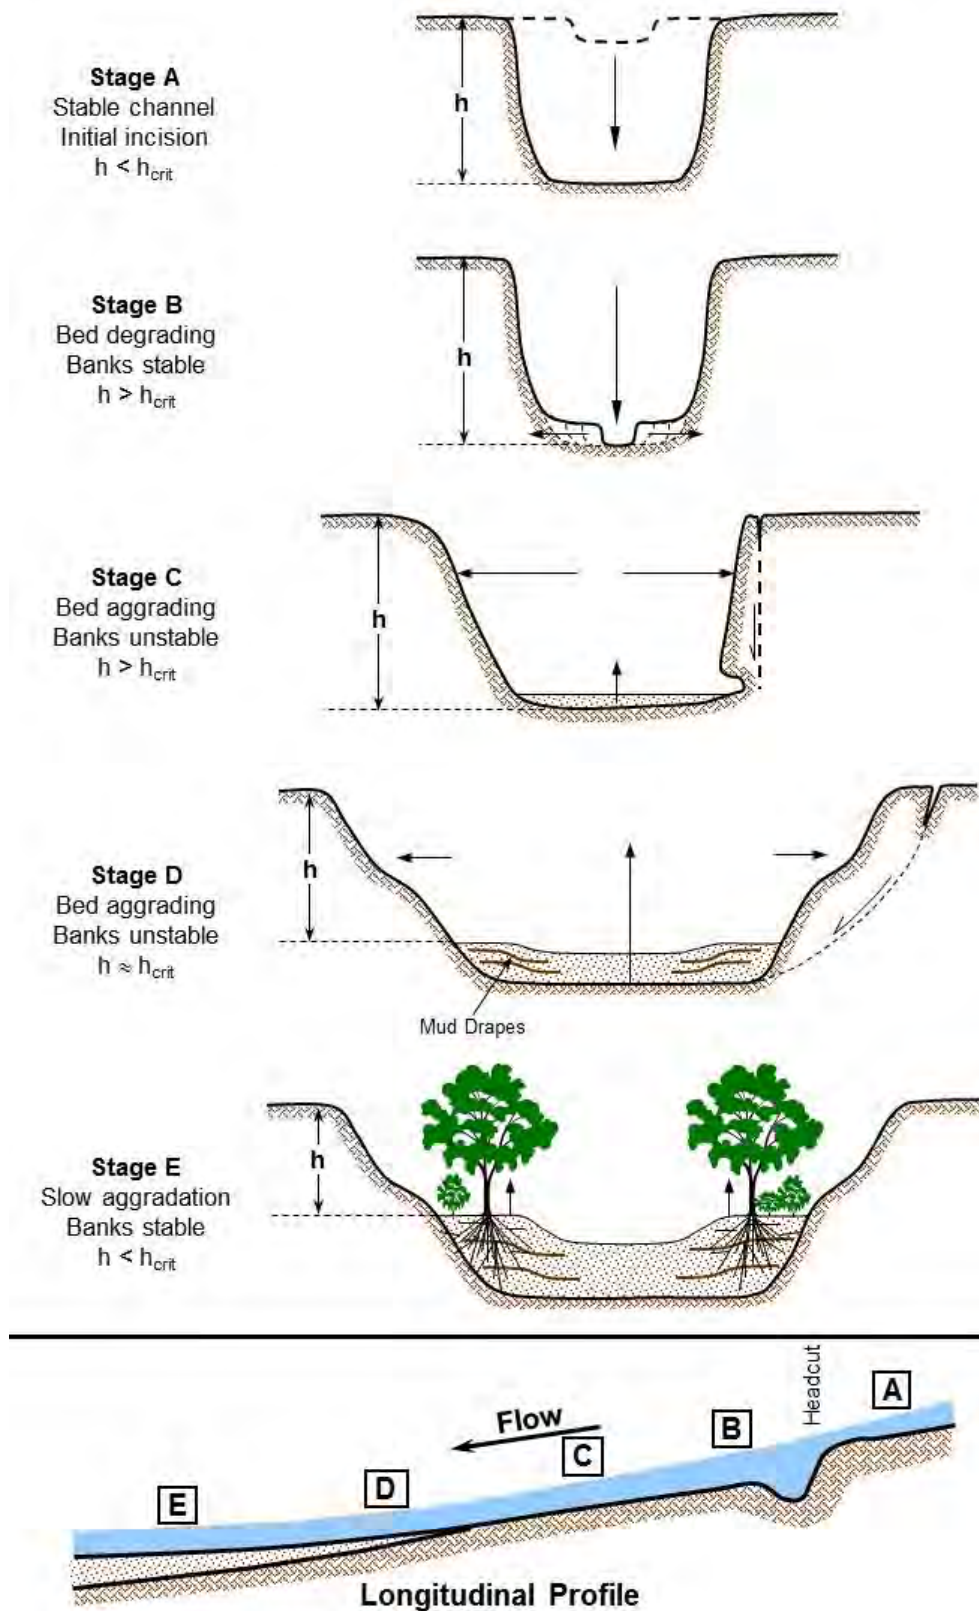 Stage A
Stable channel
Initial incision
h < hcrit
h
Stage B
Bed degrading
Banks stable
h > hcrit
h
Stage C
Bed aggrading
Banks unstable
h > hcrit
h
Stage D
Bed aggrading
Banks unstable
h ≈ hcrit
h
Mud Drapes
Stage E
Slow aggradation
Banks stable
h < hcrit
h
Headcut
A
B
Flow
C
D
E
Longitudinal Profile